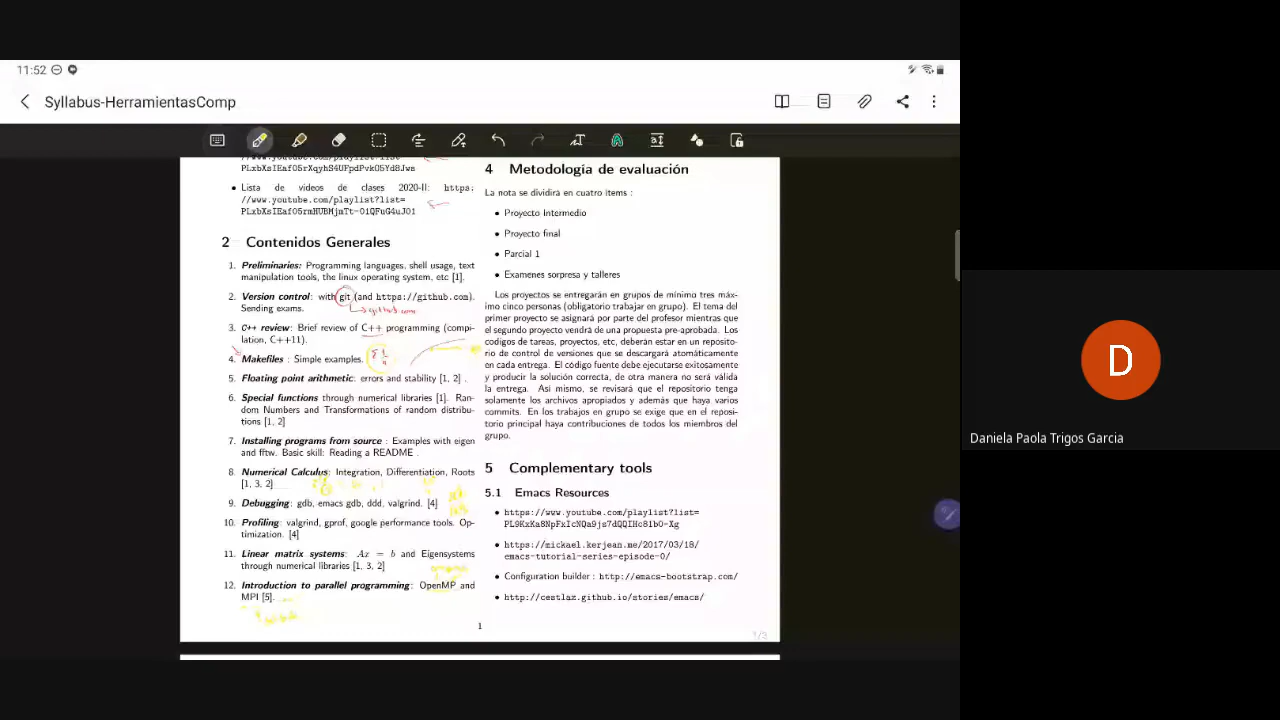 11:52
Syllabus-HerramientasComp
//www.youtube.com/playlist?list=
PLxbXsIEaf05rXqyhS4UFpdPvkO5Yd8Jwa
• Lista de videos de clases 2020-II: https:
//www.youtube.com/playlist?list=
PLxbXsIEaf05rmHUBMjmTt-0iQFuG4uJ01
2 Contenidos Generales
1. Preliminaries: Programming languages, shell usage, text
manipulation tools, the linux operating system, etc [1].
2. Version control: with git (and https://github.com).
Sending exams.
github.com
3. C++ review: Brief review of C++ programming (compi-
lation, C++11).
4. Makefiles : Simple examples.
5. Floating point arithmetic: errors and stability [1, 2] .
6. Special functions through numerical libraries [1]. Ran-
dom Numbers and Transformations of random distribu-
tions [1, 2]
7. Installing programs from source : Examples with eigen
and fftw. Basic skill: Reading a README .
8. Numerical Calculus: Integration, Differentiation, Roots
[1, 3, 2]
9. Debugging: gdb, emacs gdb, ddd, valgrind. [4]
10. Profiling: valgrind, gprof, google performance tools. Op-
timization. [4]
11. Linear matrix systems: Ax = b and Eigensystems
through numerical libraries [1, 3, 2]
12. Introduction to parallel programming: OpenMP and
MPI [5].
4 Metodología de evaluación
La nota se dividirá en cuatro items :
• Proyecto Intermedio
• Proyecto final
• Parcial 1
• Examenes sorpresa y talleres
Los proyectos se entregarán en grupos de mínimo tres máx-
imo cinco personas (obligatorio trabajar en grupo). El tema del
primer proyecto se asignará por parte del profesor mientras que
el segundo proyecto vendrá de una propuesta pre-aprobada. Los
codigos de tareas, proyectos, etc, deberán estar en un reposito-
rio de control de versiones que se descargará atomáticamente
en cada entrega. El código fuente debe ejecutarse exitosamente
y producir la solución correcta, de otra manera no será válida
la entrega. Asi mismo, se revisará que el repositorio tenga
solamente los archivos apropiados y además que haya varios
commits. En los trabajos en grupo se exige que en el reposi-
torio principal haya contribuciones de todos los miembros del
grupo.
5 Complementary tools
5.1 Emacs Resources
• https://www.youtube.com/playlist?list=
PL9KxKa8NpFxIcNQa9js7dQQIHc81b0-Xg
• https://mickael.kerjean.me/2017/03/18/
emacs-tutorial-series-episode-0/
• Configuration builder : http://emacs-bootstrap.com/
• http://cestlaz.github.io/stories/emacs/
1
1/3
D
Daniela Paola Trigos Garcia